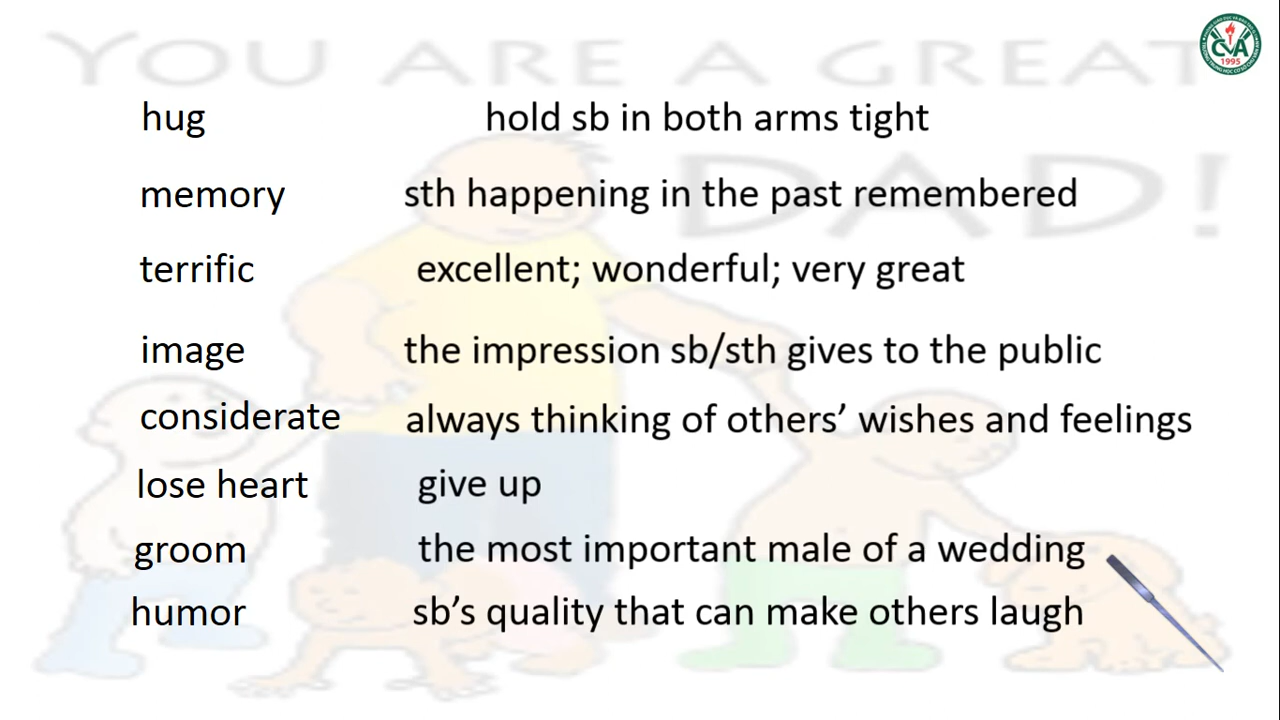 YOU ARE A GREAT
DAD!
CVA
1995
hug hold sb in both arms tight
memory sth happening in the past remembered
terrific excellent; wonderful; very great
image the impression sb/sth gives to the public
considerate always thinking of others’ wishes and feelings
lose heart give up
groom the most important male of a wedding
humor sb’s quality that can make others laugh